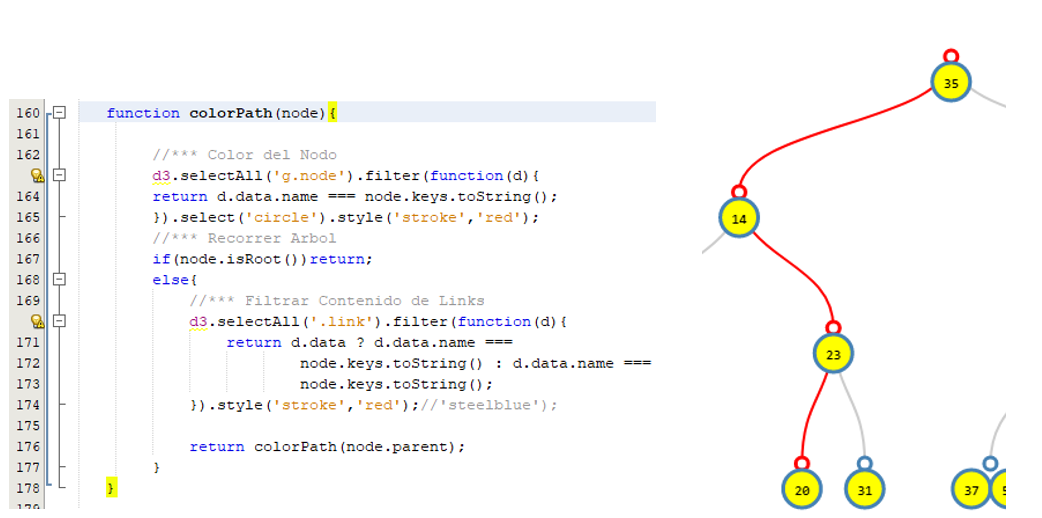 160 function colorPath(node){
161
162 //*** Color del Nodo
d3.selectAll('g.node').filter(function(d){
164 return d.data.name === node.keys.toString();
165 }).select('circle').style('stroke','red');
166 //*** Recorrer Arbol
167 if(node.isRoot())return;
168 else{
169 //*** Filtrar Contenido de Links
d3.selectAll('.link').filter(function(d){
171 return d.data ? d.data.name ===
172 node.keys.toString() : d.data.name ===
173 node.keys.toString();
174 }).style('stroke','red');//'steelblue');
175
176 return colorPath(node.parent);
177 }
178 }
35
14
23
20
31
37